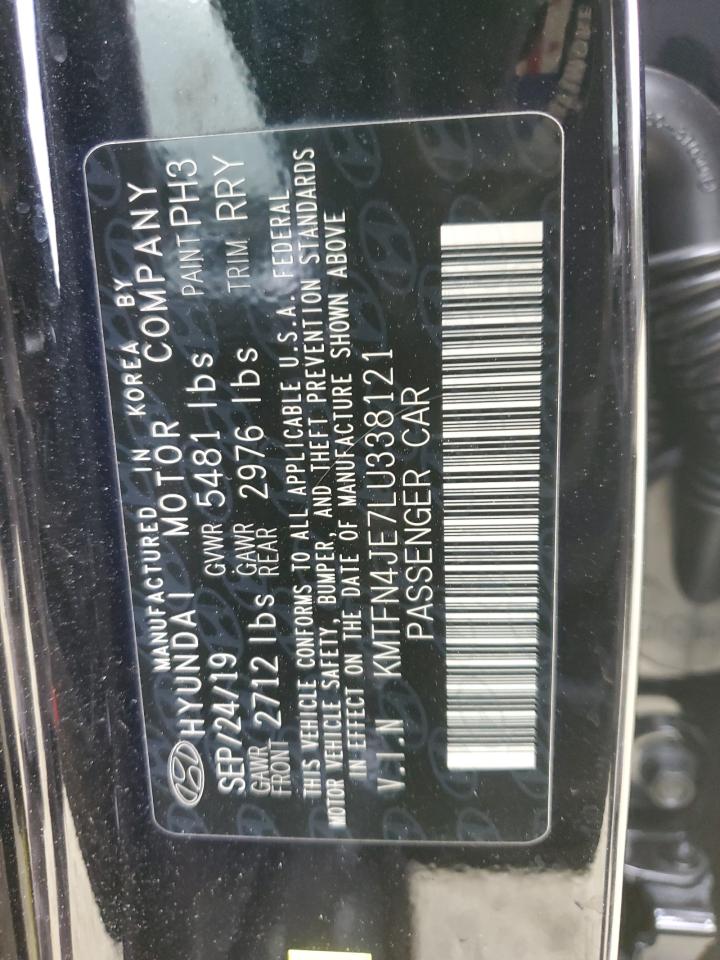 MANUFACTURED IN KOREA BY
HYUNDAI MOTOR COMPANY
SEP/24/19 GVWR 5481 lbs PAINT PH3
GAWR FRONT 2712 lbs GAWR REAR 2976 lbs TRIM RRY
THIS VEHICLE CONFORMS TO ALL APPLICABLE U.S.A. FEDERAL
MOTOR VEHICLE SAFETY, BUMPER, AND THEFT PREVENTION STANDARDS
IN EFFECT ON THE DATE OF MANUFACTURE SHOWN ABOVE
V.I.N KMTFN4JE7LU338121
PASSENGER CAR